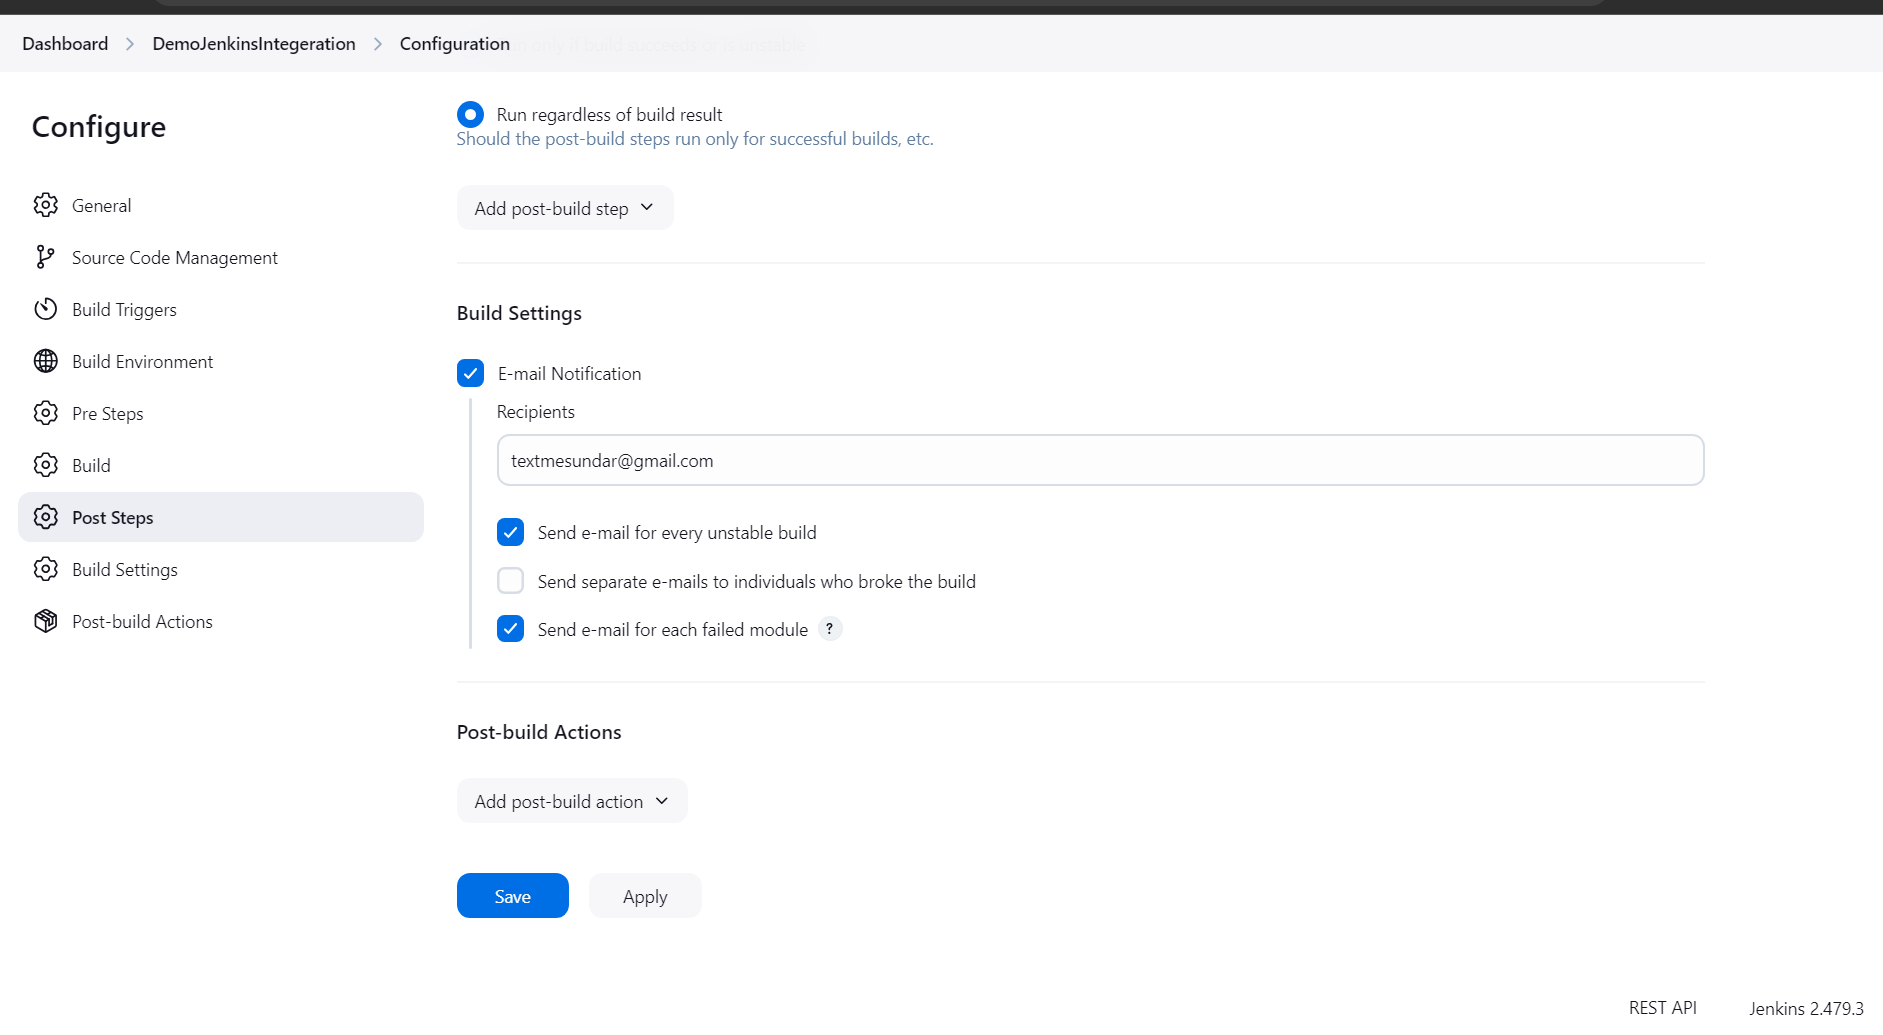 Dashboard > DemoJenkinsIntegeration > Configuration
Configure
General
Source Code Management
Build Triggers
Build Environment
Pre Steps
Build
Post Steps
Build Settings
Post-build Actions
Run regardless of build result
Should the post-build steps run only for successful builds, etc.
Add post-build step
Build Settings
E-mail Notification
Recipients
textmesundar@gmail.com
Send e-mail for every unstable build
Send separate e-mails to individuals who broke the build
Send e-mail for each failed module ?
Post-build Actions
Add post-build action
Save Apply
REST API Jenkins 2.479.3